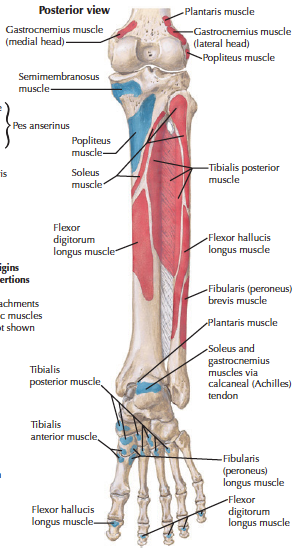 Posterior view
Plantaris muscle
Gastrocnemius muscle
(medial head)
Gastrocnemius muscle
(lateral head)
Popliteus muscle
Semimembranosus
muscle
e
Pes anserinus
Popliteus
muscle
is
Soleus
muscle
Tibialis posterior
muscle
Flexor
digitorum
longus muscle
Flexor hallucis
longus muscle
igins
ertions
Fibularis (peroneus)
brevis muscle
achments
c muscles
ot shown
Plantaris muscle
Soleus and
gastrocnemius
muscles via
calcaneal (Achilles)
tendon
Tibialis
posterior muscle
Tibialis
anterior muscle
Fibularis
(peroneus)
longus muscle
Flexor hallucis
longus muscle
Flexor
digitorum
longus muscle